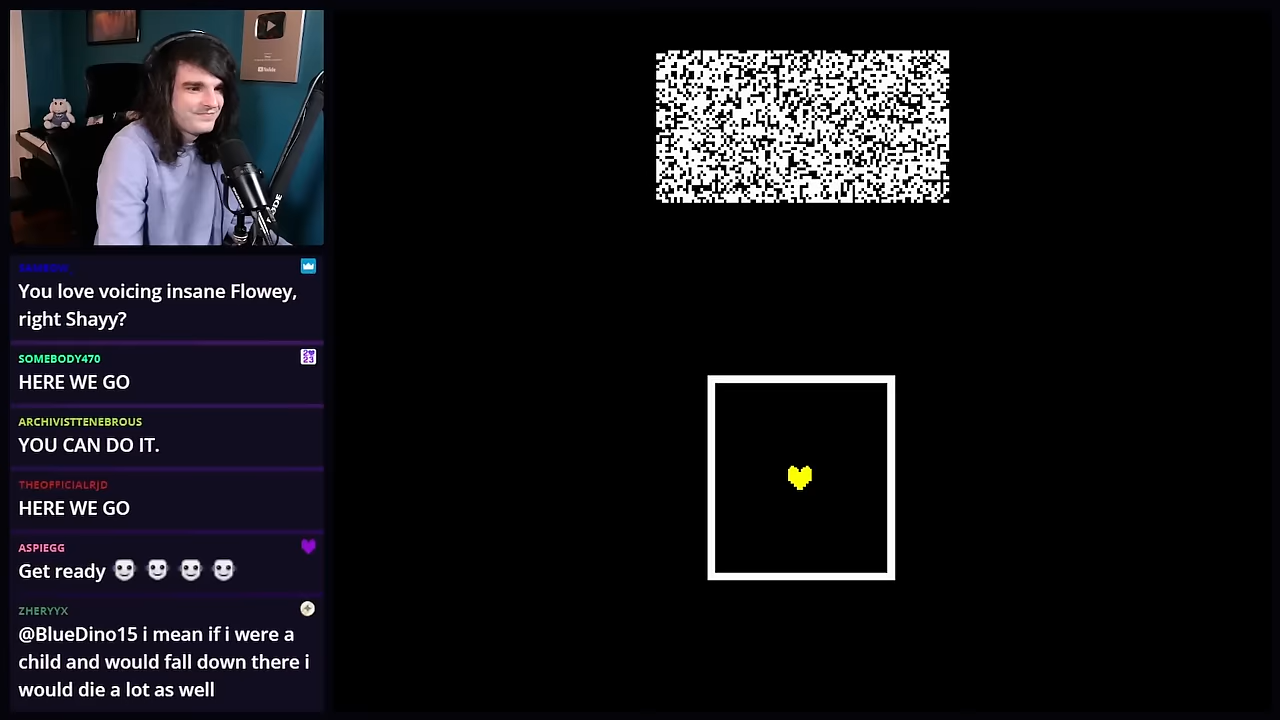 You love voicing insane Flowey,
right Shayy?
SOMEBODY470
HERE WE GO
ARCHIVISTTENEBROUS
YOU CAN DO IT.
THEOFFICIALRJD
HERE WE GO
ASPIEGG
Get ready
ZHERYYX
@BlueDino15 i mean if i were a
child and would fall down there i
would die a lot as well